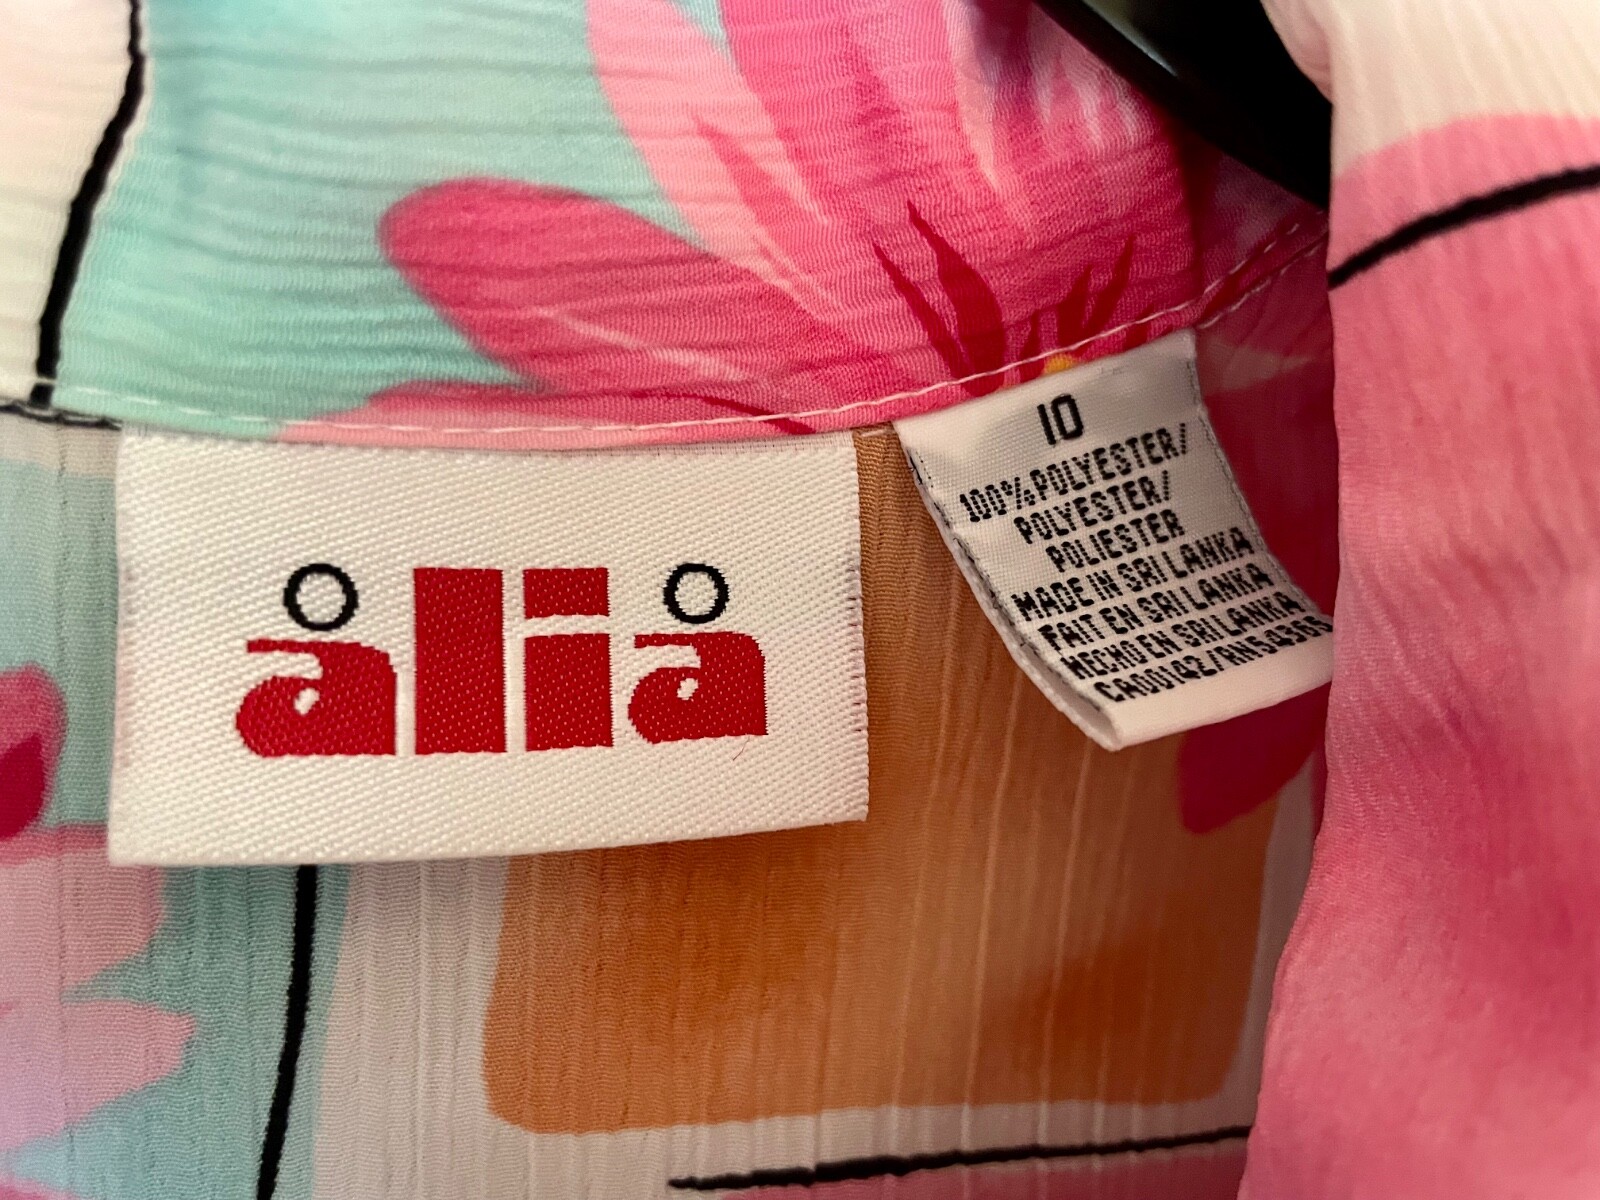 åliå
10
100%POLYESTER/
POLYESTER/
POLIESTER
MADE IN SRI LANKA
FAIT EN SRI LANKA
HECHO EN SRI LANKA
CA00142/RN54365